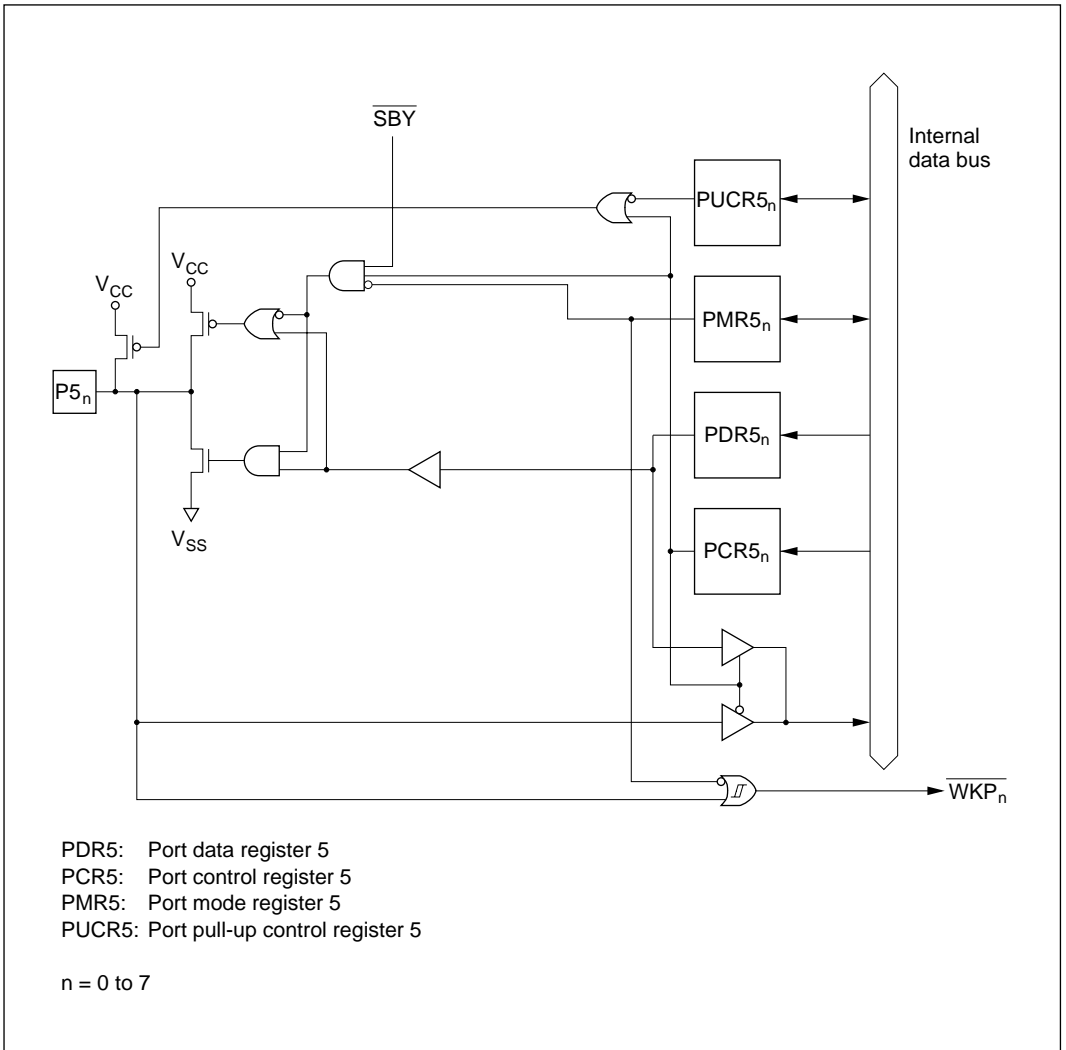 SBY
Internal
data bus
PUCR5n
VCC
VCC
PMR5n
P5n
PDR5n
VSS
PCR5n
WKPn
PDR5: Port data register 5
PCR5: Port control register 5
PMR5: Port mode register 5
PUCR5: Port pull-up control register 5
n = 0 to 7